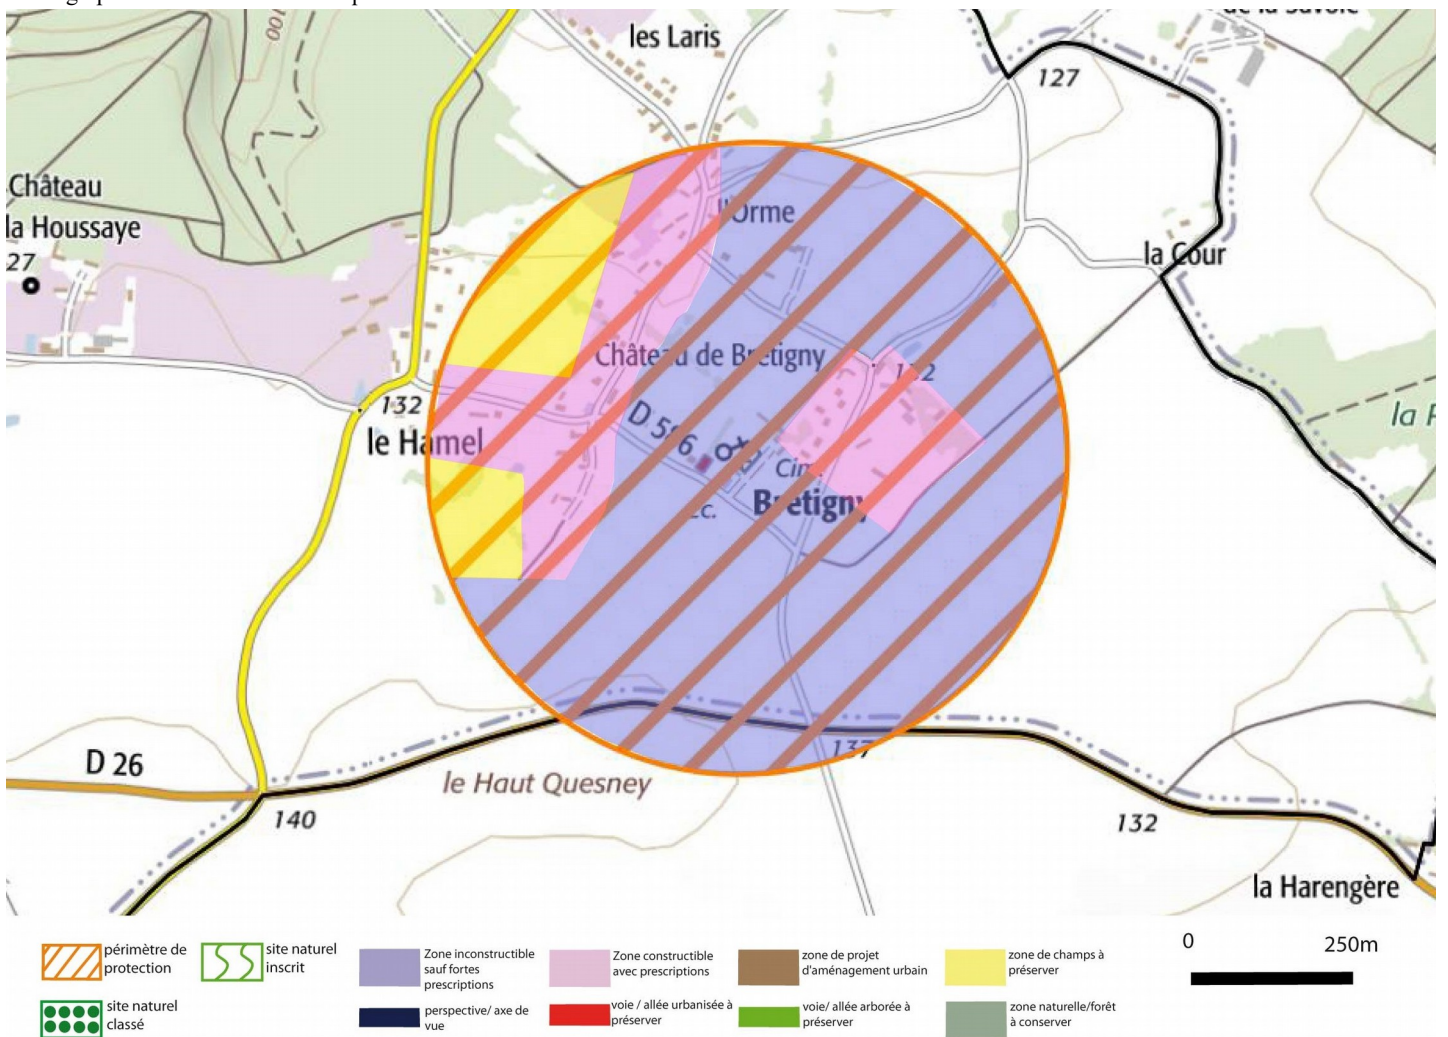 les Laris
127
Château
la Houssaye
27
l'Orme
la Cour
Château de Bretigny
132
le Hamel
D 586
Cim.
Bretigny
137
D 26
le Haut Quesney
140
132
la Harengère
périmètre de
protection
site naturel
inscrit
site naturel
classé
Zone inconstructible
sauf fortes
prescriptions
perspective/ axe de
vue
Zone constructible
avec prescriptions
voie / allée urbanisée à
préserver
zone de projet
d'aménagement urbain
voie/ allée arborée à
préserver
zone de champs à
préserver
zone naturelle/forêt
à conserver
0 250m